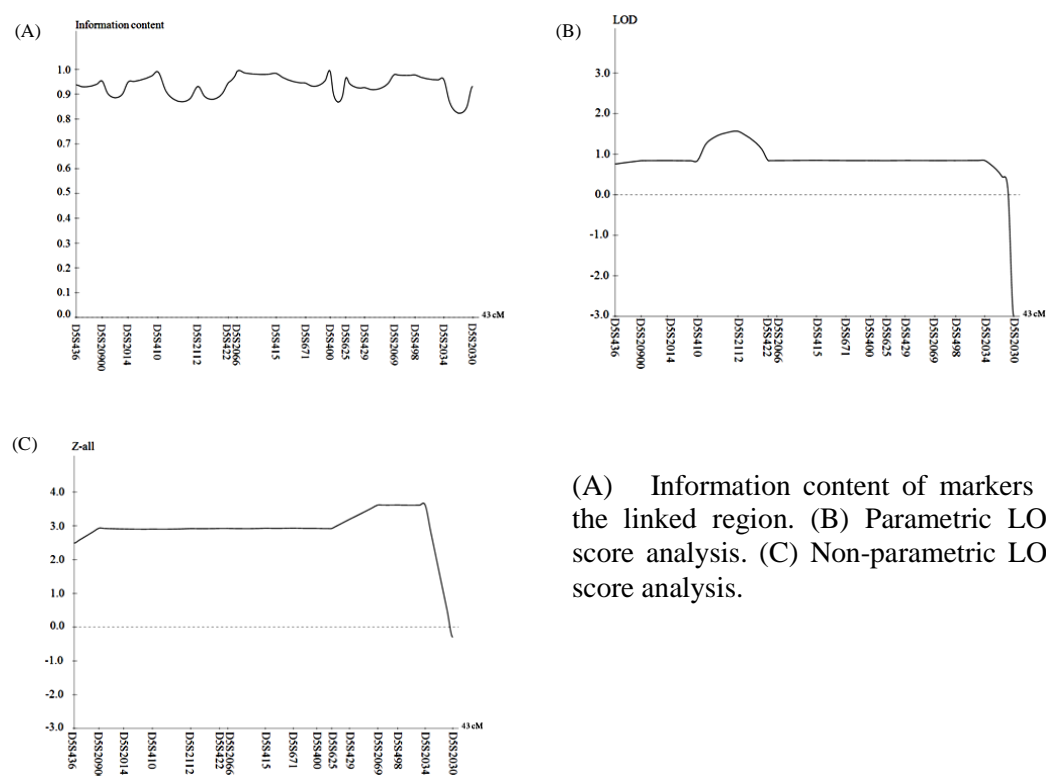 (A)
Information content
1.0
0.9
0.8
0.7
0.6
0.5
0.4
0.3
0.2
0.1
0.0
43 cM
D5S436
D5S20900
D5S2014
D5S410
D5S2112
D5S422
D5S2066
D5S415
D5S671
D5S400
D5S625
D5S429
D5S2069
D5S498
D5S2034
D5S2030
(B)
LOD
3.0
2.0
1.0
0.0
-1.0
-2.0
-3.0
43 cM
D5S436
D5S20900
D5S2014
D5S410
D5S2112
D5S422
D5S2066
D5S415
D5S671
D5S400
D5S625
D5S429
D5S2069
D5S498
D5S2034
D5S2030
(C)
Z-all
4.0
3.0
2.0
1.0
0.0
-1.0
-2.0
-3.0
43 cM
D5S436
D5S20900
D5S2014
D5S410
D5S2112
D5S2066
D5S415
D5S671
D5S400
D5S625
D5S429
D5S2069
D5S498
D5S2034
D5S2030
(A) Information content of markers
the linked region. (B) Parametric LO
score analysis. (C) Non-parametric LO
score analysis.